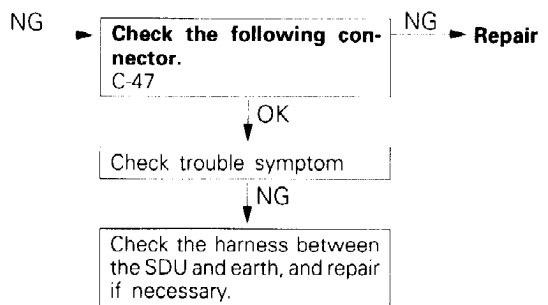 NG
Check the following con-
nector.
C-47
NG
Repair
OK
Check trouble symptom
NG
Check the harness between
the SDU and earth, and repair
if necessary.